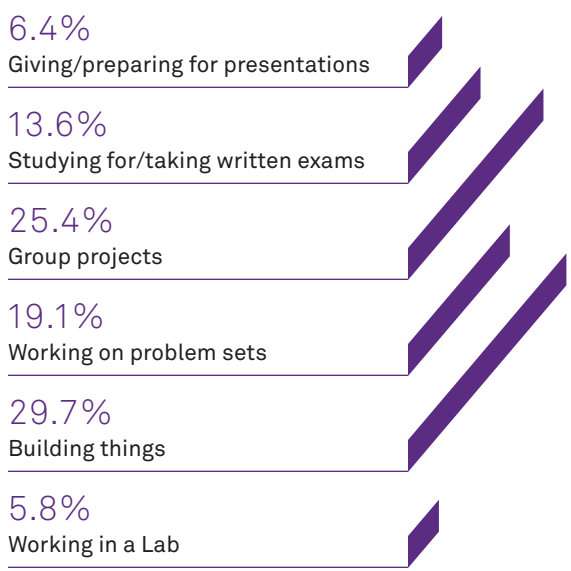 6.4%
Giving/preparing for presentations
13.6%
Studying for/taking written exams
25.4%
Group projects
19.1%
Working on problem sets
29.7%
Building things
5.8%
Working in a Lab